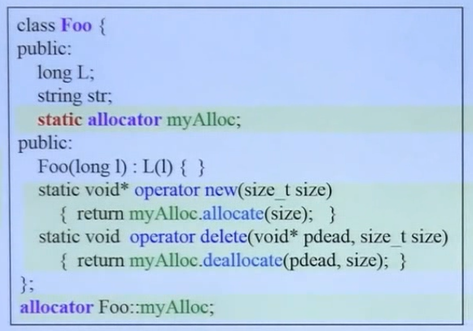 class Foo {
public:
long L;
string str;
static allocator myAlloc;
public:
Foo(long l) : L(l) { }
static void* operator new(size_t size)
{ return myAlloc.allocate(size); }
static void operator delete(void* pdead, size_t size)
{ return myAlloc.deallocate(pdead, size); }
};
allocator Foo::myAlloc;